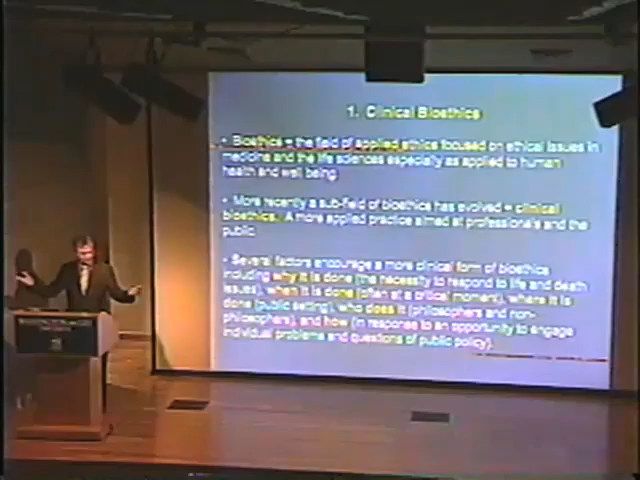 1. Clinical Bioethics
• Bioethics = the field of applied ethics focused on ethical issues in
medicine and the life sciences especially as applied to human
health and well being.
• More recently a sub-field of bioethics has evolved = clinical
bioethics. A more applied practice aimed at professionals and the
public.
• Several factors encourage a more clinical form of bioethics
including why it is done (the necessity to respond to life and death
issues), when it is done (often at a critical moment), where it is
done (public setting), who does it (philosophers and non-
philosophers), and how (in response to an opportunity to engage
individual problems and questions of public policy).